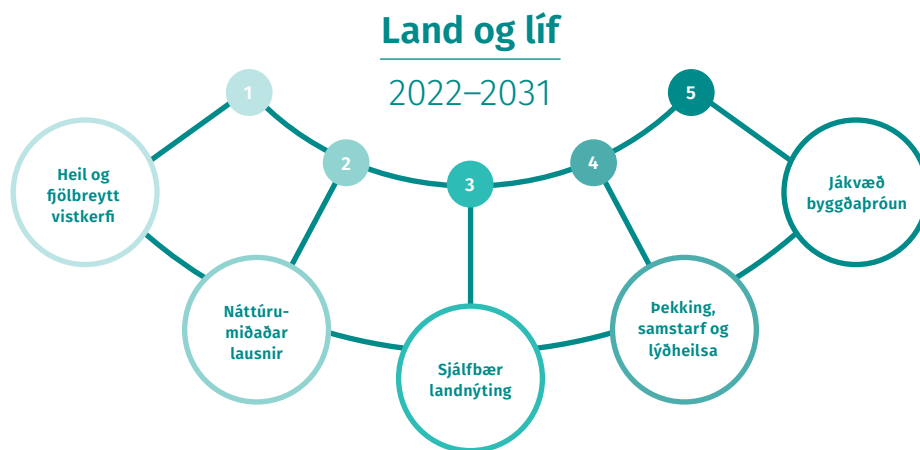 Land og líf
2022–2031
1
2
3
4
5
Heil og
fjölbreytt
vistkerfi
Náttúru-
miðaðar
lausnir
Sjálfbær
landnýting
Þekking,
samstarf og
lýðheilsa
Jákvæð
byggðaþróun